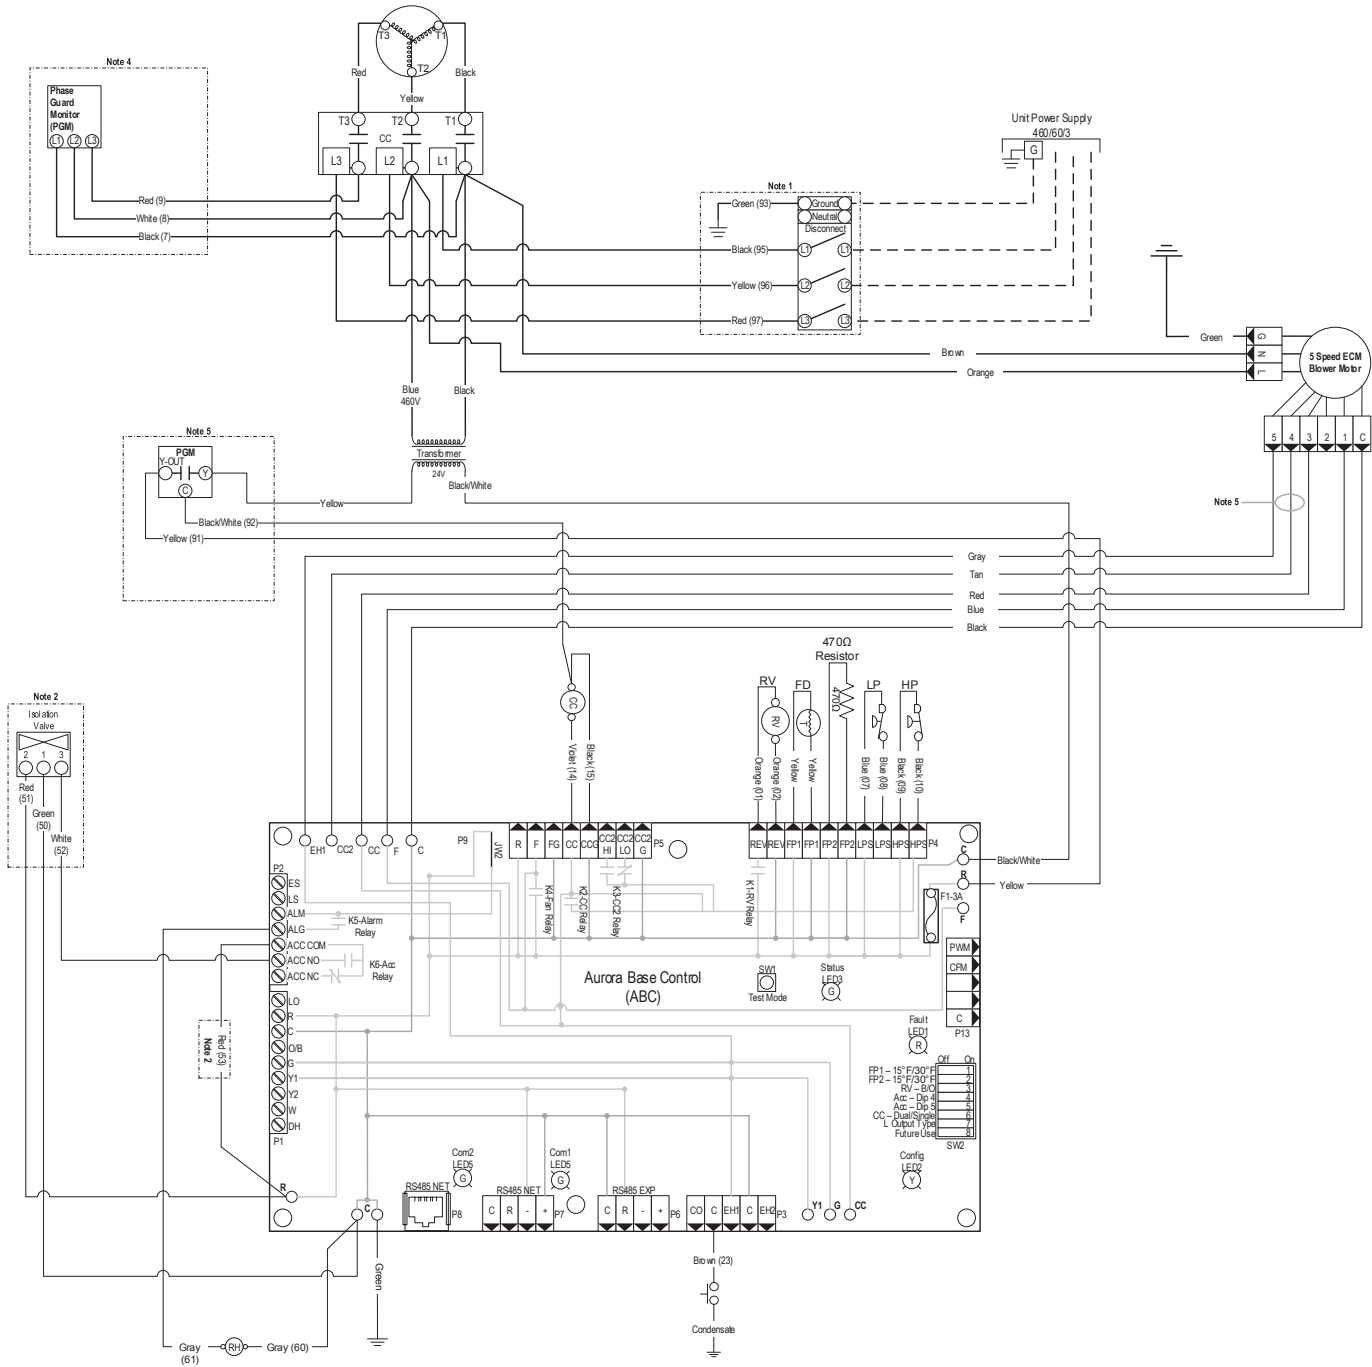 T3
T1
T2
Red
Black
Yellow
Note 4
Phase
Guard
Monitor
(PGM)
L1 L2 L3
T3
T2
T1
CC
L3
L2
L1
Red (9)
White (8)
Black (7)
Unit Power Supply
460/60/3
G
Note 1
Green (93)
Ground
Neutral
Disconnect
Black (95)
L1 L1
Yellow (96)
L2 L2
Red (97)
L3 L3
Green
Brown
Orange
G
N
L
5 Speed ECM
Blower Motor
5 4 3 2 1 C
Blue
460V
Black
Transformer
24V
Black/White
Note 5
PGM
Y-OUT
Y
C
Yellow
Black/White (92)
Yellow (91)
Note 5
Gray
Tan
Red
Blue
Black
470Ω
Resistor
470Ω
RV
FD
LP
HP
CC
RV
T
Violet (14)
Black (15)
Orange (01)
Orange (02)
Yellow
Yellow
Blue (07)
Blue (08)
Black (09)
Black (10)
Note 2
Isolation
Valve
2 1 3
Red
(51)
Green
(50)
White
(52)
EH1 CC2 CC F C
P9
JW2
R F FG CC CCG CC2 HI CC2 LO CC2 G
P5
REV REV FP1 FP1 FP2 FP2 LPS LPS HPS HPS
P4
C
Black/White
R
Yellow
F1-3A
F
P2
ES
LS
ALM
ALG
ACC COM
ACC NO
ACC NC
K5-Alarm
Relay
K6-Acc
Relay
K4-Fan Relay
K2-CC Relay
K3-CC2 Relay
K1-RV Relay
Aurora Base Control
(ABC)
SW1
Test Mode
Status
LED3
G
PWM
CFM
C
P13
LO
R
C
O/B
G
Y1
Y2
W
DH
P1
Red (53)
Note 2
Fault
LED1
R
Off On
FP1 – 15°F/30°F 1
FP2 – 15°F/30°F 2
RV – B/O 3
Acc – Dip 4 4
Acc – Dip 5 5
CC – Dual/Single 6
L Output Type 7
Future Use 8
SW2
Config
LED2
Y
Com2
LED5
G
Com1
LED5
G
R
C
RS485 NET
P8
RS485 NET
C R - +
P7
RS485 EXP
C R - +
P6
CO C EH1 C EH2
P3
Y1 G CC
Green
Brown (23)
Condensate
Gray
(61)
RH
Gray (60)